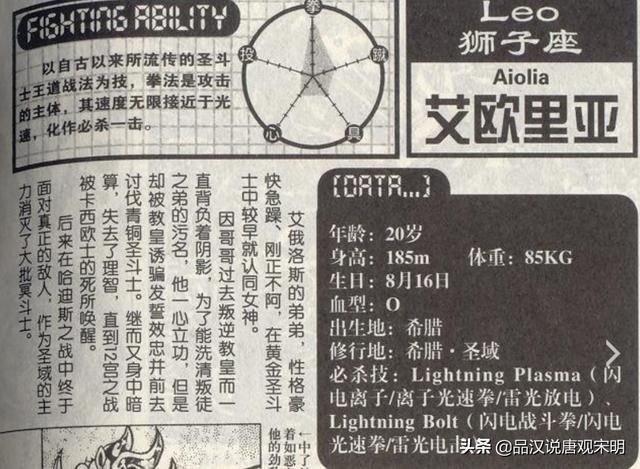 FIGHTING ABILITY
以自古以来所流传的圣斗
士王道战法为技，拳法是攻击
的主体，其速度无限接近于光
速，化作必杀一击。
拳
投
蹴
心
具
Leo
狮子座
Aiolia
艾欧里亚
艾俄洛斯的弟弟，性格豪
快急躁、刚正不阿，在黄金圣斗
士中较早就认同女神。
因哥哥过去叛逆教皇而一
直背负着阴影，为了能洗清叛徒
之弟的污名，他一心立功，但是
却被教皇诱骗发誓效忠并前去
讨伐青铜圣斗士。继而又身中暗
算，失去了理智，直到12宫之战
被卡西欧士的死所唤醒。
后来在哈迪斯之战中终于
面对真正的敌人，作为圣域的主
力消灭了大批冥斗士。
[DATA...]
年龄：20岁
身高：185m 体重：85KG
生日：8月16日
血型：O
出生地：希腊
修行地：希腊·圣域
必杀技：Lightning Plasma（闪
电离子/离子光速拳/雷光放电）、
Lightning Bolt（闪电战斗拳/闪电
光速拳/雷光电击
←中了
着如恶
他的劲
头条 @品汉说唐观宋明